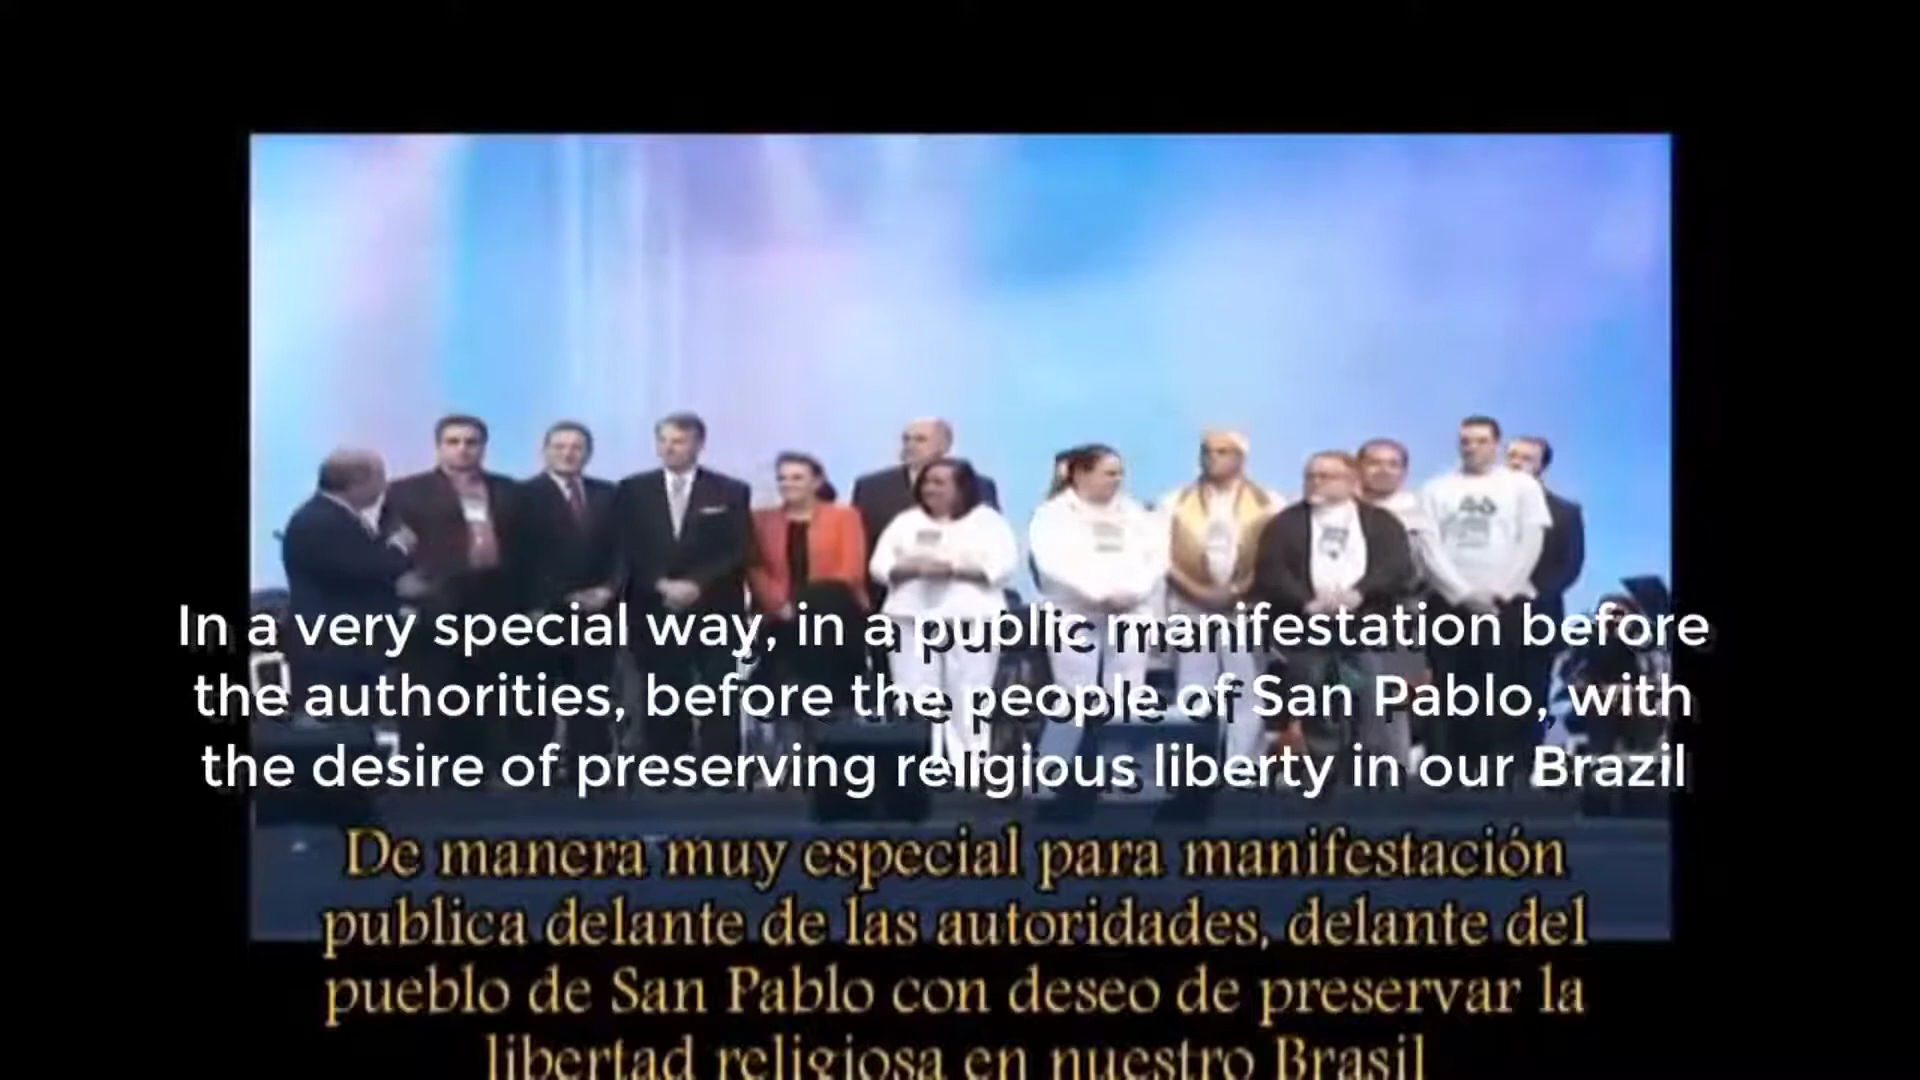 In a very special way, in a public manifestation before
the authorities, before the people of San Pablo, with
the desire of preserving religious liberty in our Brazil
De manera muy especial para manifestación
publica delante de las autoridades, delante del
pueblo de San Pablo con deseo de preservar la
libertad religiosa en nuestro Brasil